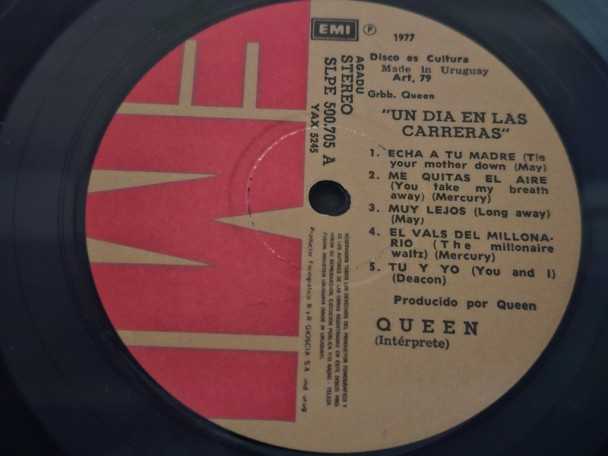 EMI Ⓟ 1977
Disco es Cultura
Made in Uruguay
Art. 79
Grbb. Queen
"UN DIA EN LAS
CARRERAS"
1. ECHA A TU MADRE (Tie
your mother down) (May)
2. ME QUITAS EL AIRE
(You take my breath
away) (Mercury)
3. MUY LEJOS (Long away)
(May)
4. EL VALS DEL MILLONA-
RIO (The millonaire
waltz) (Mercury)
5. TU Y YO (You and I)
(Deacon)
Producido por Queen
QUEEN
(Intérprete)
AGADU
STEREO
SLPE 500.705 A
YAX 5245
EMI